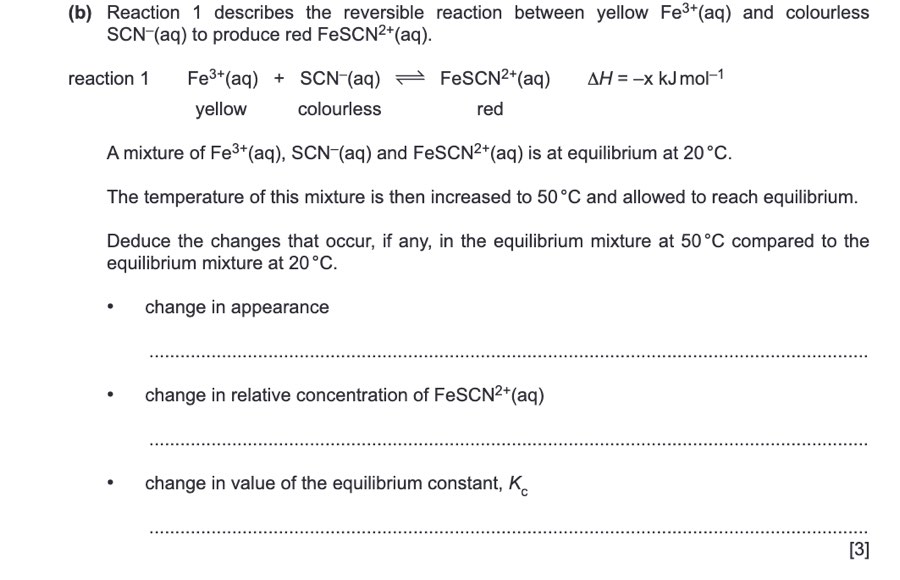 (b) Reaction 1 describes the reversible reaction between yellow Fe³⁺(aq) and colourless
SCN⁻(aq) to produce red FeSCN²⁺(aq).
reaction 1 Fe³⁺(aq) + SCN⁻(aq) ⇌ FeSCN²⁺(aq) ΔH = –x kJ mol⁻¹
yellow colourless red
A mixture of Fe³⁺(aq), SCN⁻(aq) and FeSCN²⁺(aq) is at equilibrium at 20 °C.
The temperature of this mixture is then increased to 50 °C and allowed to reach equilibrium.
Deduce the changes that occur, if any, in the equilibrium mixture at 50 °C compared to the
equilibrium mixture at 20 °C.
• change in appearance
• change in relative concentration of FeSCN²⁺(aq)
• change in value of the equilibrium constant, K꜀
[3]